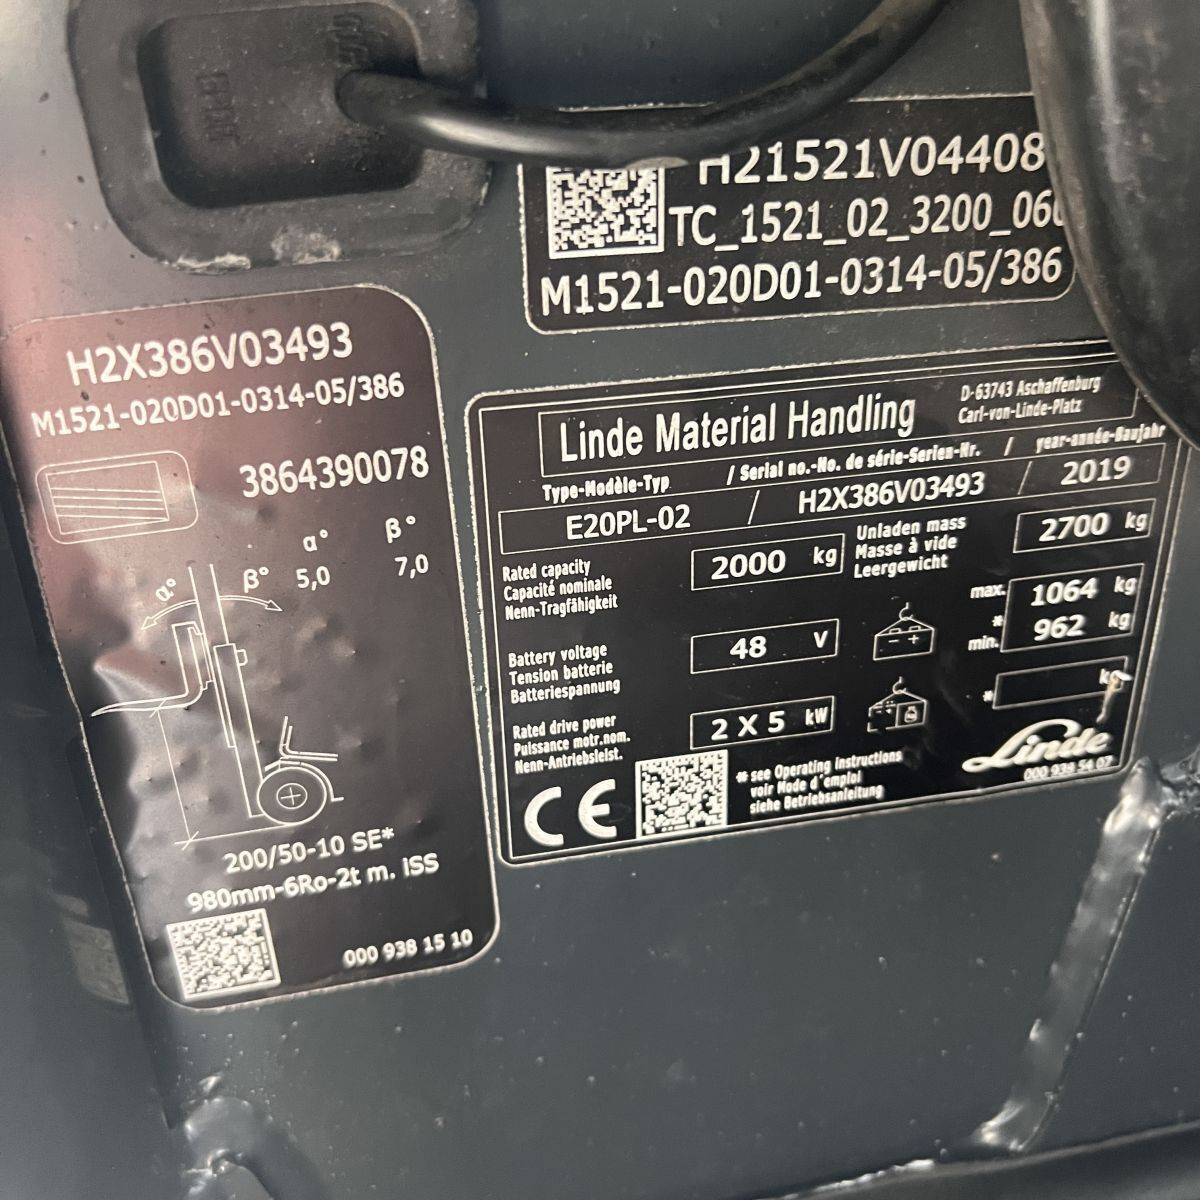 H21521V04408
TC_1521_02_3200_06
M1521-020D01-0314-05/386
H2X386V03493
M1521-020D01-0314-05/386
3864390078
α° β°
5,0 7,0
α° β°
200/50-10 SE*
980mm-6Ro-2t m. ISS
000 938 15 10
Linde Material Handling
D-63743 Aschaffenburg
Carl-von-Linde-Platz
Type-Modèle-Typ / Serial no.-No. de série-Serien-Nr. / year-année-Baujahr
E20PL-02 / H2X386V03493 / 2019
Rated capacity
Capacité nominale
Nenn-Tragfähigkeit
2000 kg
Unladen mass
Masse à vide
Leergewicht
2700 kg
Battery voltage
Tension batterie
Batteriespannung
48 V
max. 1064 kg
*
min. 962 kg
Rated drive power
Puissance motr.nom.
Nenn-Antriebsleist.
2 X 5 kW
* kg
CE
* see Operating instructions
voir Mode d'emploi
siehe Betriebsanleitung
Linde
000 939 54 07